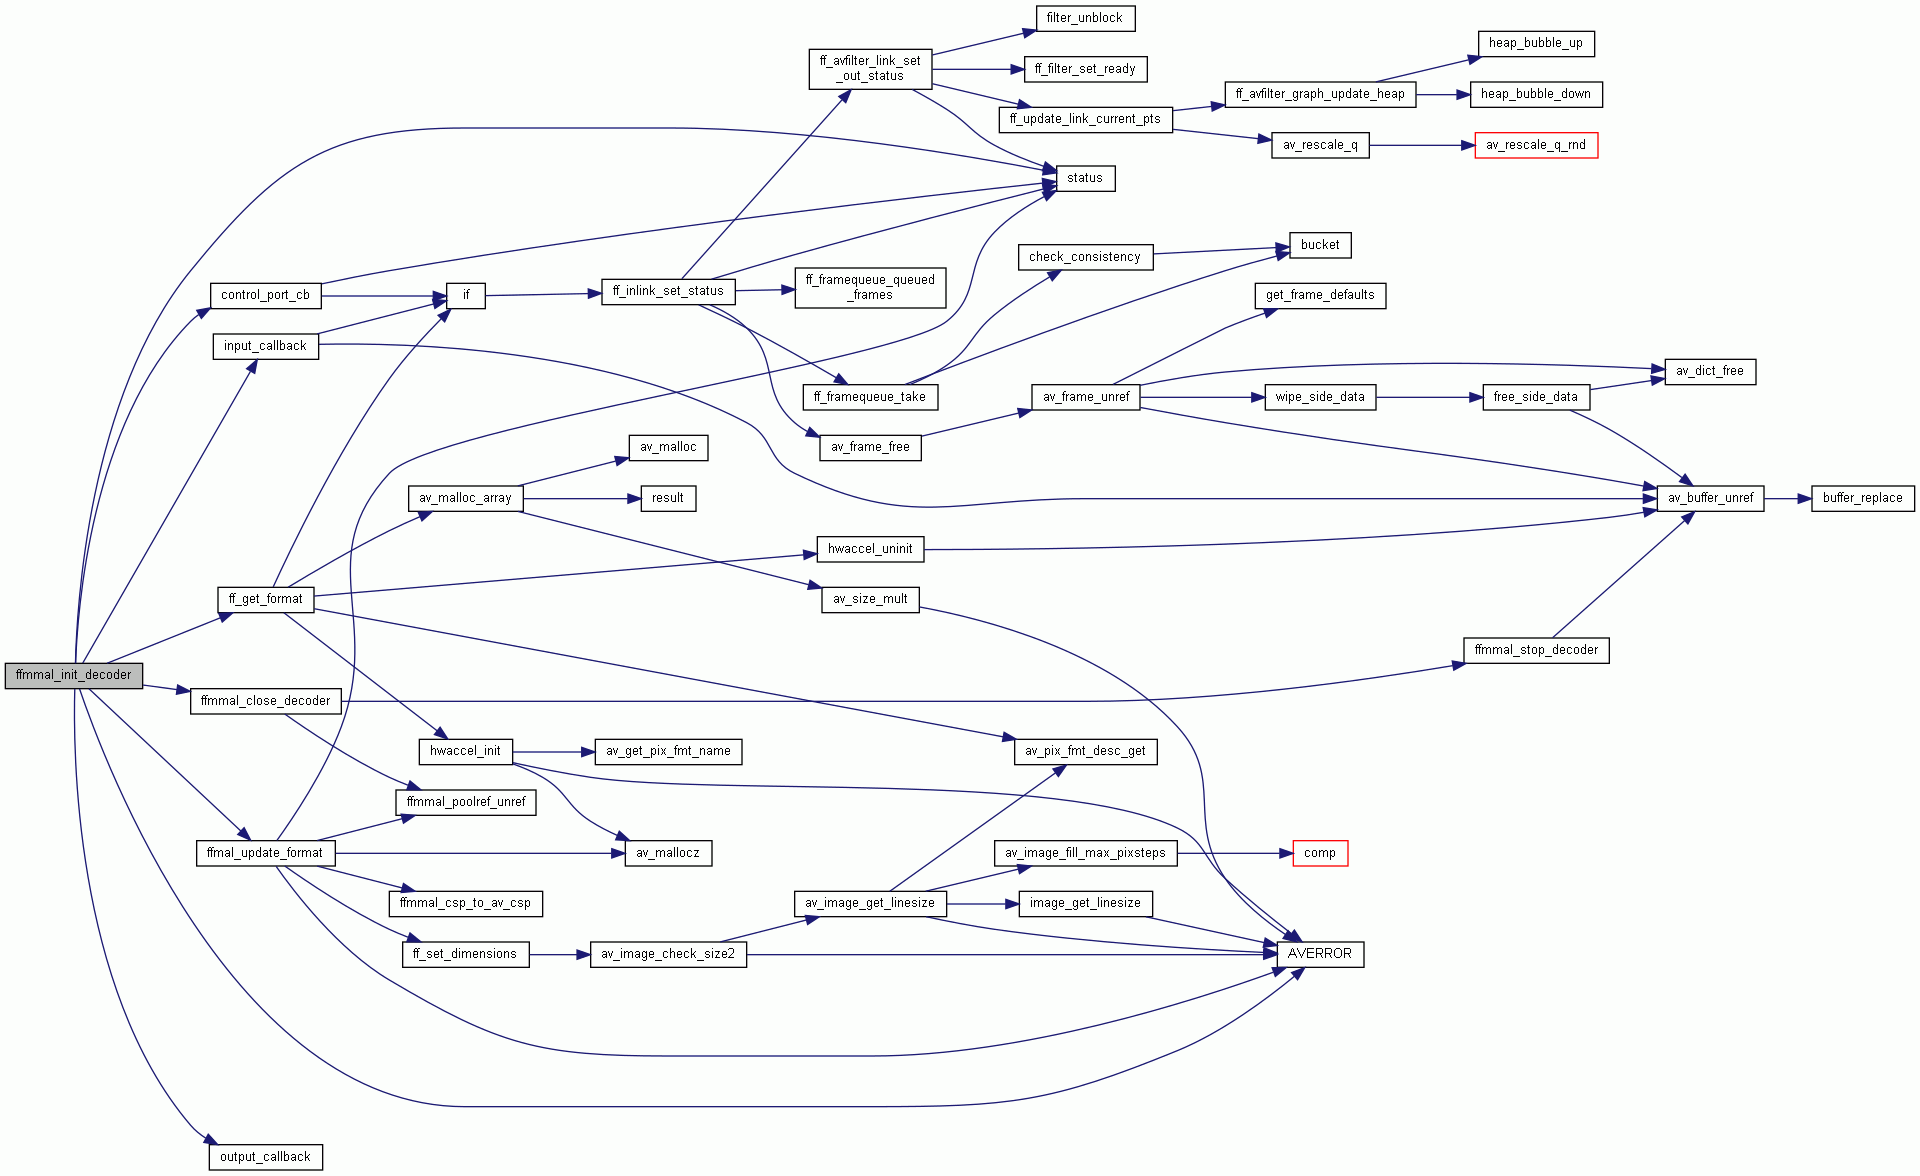 filter_unblock
heap_bubble_up
ff_avfilter_link_set
_out_status
ff_filter_set_ready
ff_avfilter_graph_update_heap
heap_bubble_down
ff_update_link_current_pts
av_rescale_q
av_rescale_q_rnd
status
check_consistency
bucket
control_port_cb
if
ff_inlink_set_status
ff_framequeue_queued
_frames
get_frame_defaults
input_callback
av_dict_free
ff_framequeue_take
av_frame_unref
wipe_side_data
free_side_data
av_malloc
av_frame_free
av_malloc_array
result
av_buffer_unref
buffer_replace
hwaccel_uninit
ff_get_format
av_size_mult
ffmmal_stop_decoder
ffmmal_init_decoder
ffmmal_close_decoder
hwaccel_init
av_get_pix_fmt_name
av_pix_fmt_desc_get
ffmmal_poolref_unref
ffmal_update_format
av_mallocz
av_image_fill_max_pixsteps
comp
ffmmal_csp_to_av_csp
av_image_get_linesize
image_get_linesize
ff_set_dimensions
av_image_check_size2
AVERROR
output_callback